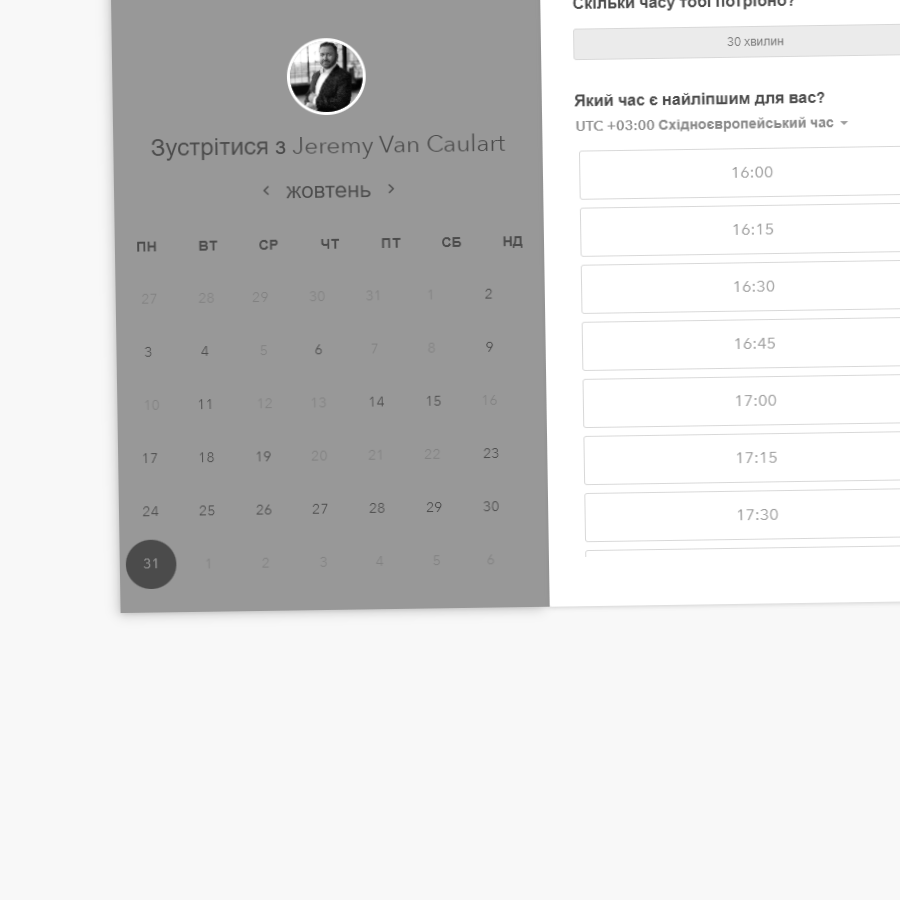 Зустрітися з Jeremy Van Caulart
‹ жовтень ›
ПН ВТ СР ЧТ ПТ СБ НД
27 28 29 30 31 1 2
3 4 5 6 7 8 9
10 11 12 13 14 15 16
17 18 19 20 21 22 23
24 25 26 27 28 29 30
31 1 2 3 4 5 6
Скільки часу тобі потрібно?
30 хвилин
Який час є найліпшим для вас?
UTC +03:00 Східноєвропейський час
16:00
16:15
16:30
16:45
17:00
17:15
17:30